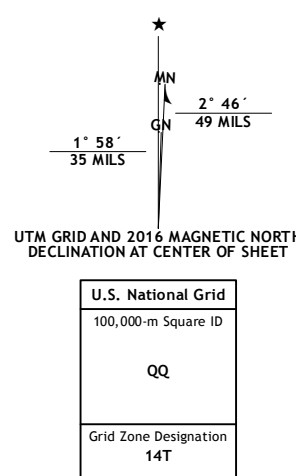 ★
MN
GN
2° 46´
49 MILS
1° 58´
35 MILS
UTM GRID AND 2016 MAGNETIC NORTH
DECLINATION AT CENTER OF SHEET
U.S. National Grid
100,000-m Square ID
QQ
Grid Zone Designation
14T